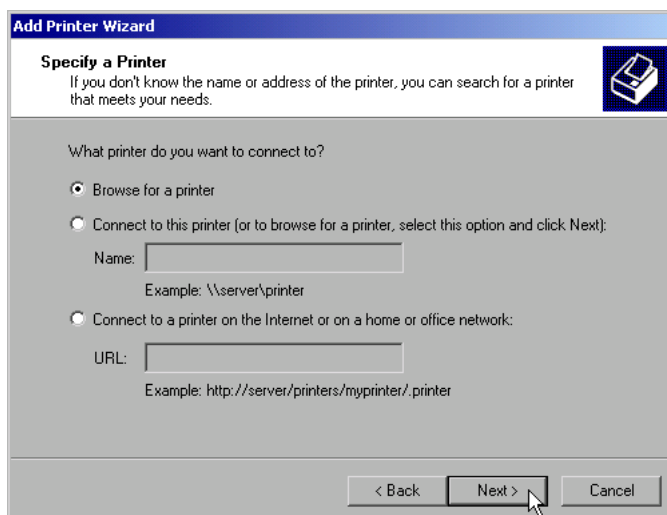 Add Printer Wizard
Specify a Printer
If you don't know the name or address of the printer, you can search for a printer
that meets your needs.
What printer do you want to connect to?
Browse for a printer
Connect to this printer (or to browse for a printer, select this option and click Next):
Name:
Example: \\server\printer
Connect to a printer on the Internet or on a home or office network:
URL:
Example: http://server/printers/myprinter/.printer
< Back Next > Cancel